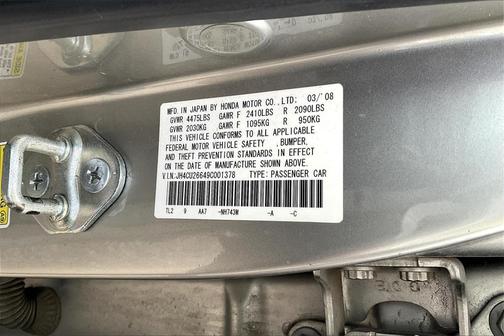 MFD. IN JAPAN BY HONDA MOTOR CO., LTD: 03/'08
GVWR 4475LBS GAWR F 2410LBS R 2090LBS
GVWR 2030KG GAWR F 1095KG R 950KG
THIS VEHICLE CONFORMS TO ALL APPLICABLE
FEDERAL MOTOR VEHICLE SAFETY ,BUMPER,
AND THEFT PREVENTION STANDARDS IN EFFECT
ON THE DATE OF MANUFACTURE SHOWN ABOVE.
V.I.N:JH4CU26649C001378 TYPE: PASSENGER CAR
TL2 9 AA7 -NH743M -A -C